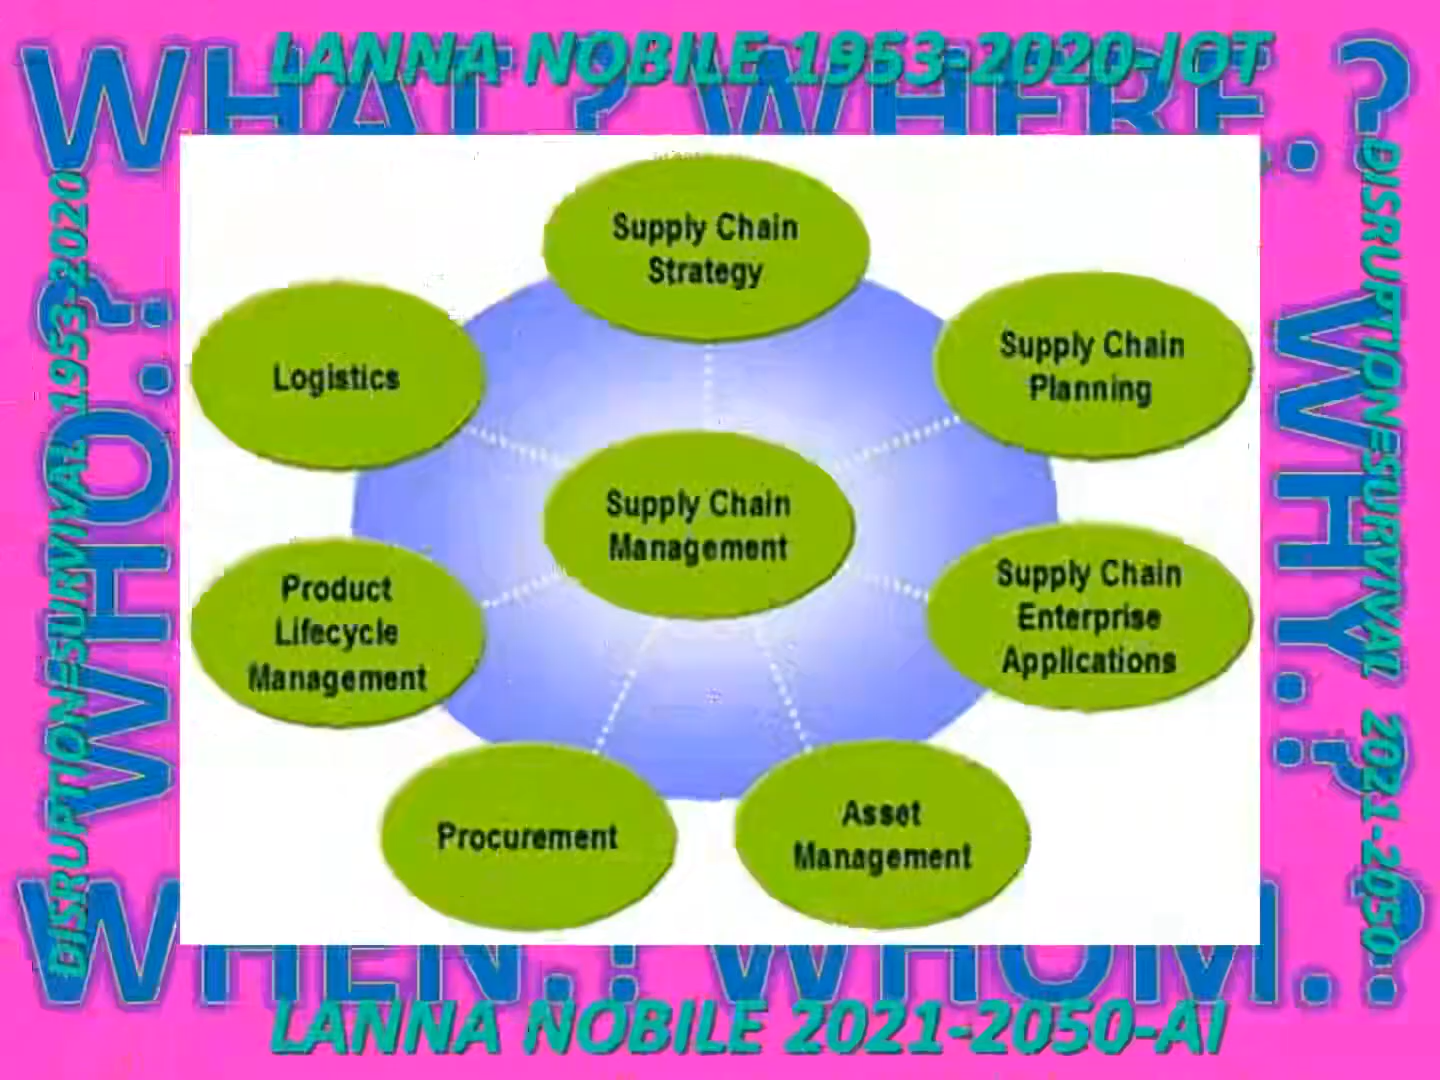 LANNA NOBILE 1953-2020-IOT
WHAT ? WHERE. ?
Supply Chain
Strategy
Supply Chain
Planning
Logistics
Supply Chain
Management
Supply Chain
Enterprise
Applications
Product
Lifecycle
Management
Procurement
Asset
Management
WHO.?
DISRUPTION=SURVIVAL 1953-2020
WHY.?
DISRUPTION=SURVIVAL 2021-2050
WHEN.? WHOM.?
LANNA NOBILE 2021-2050-AI